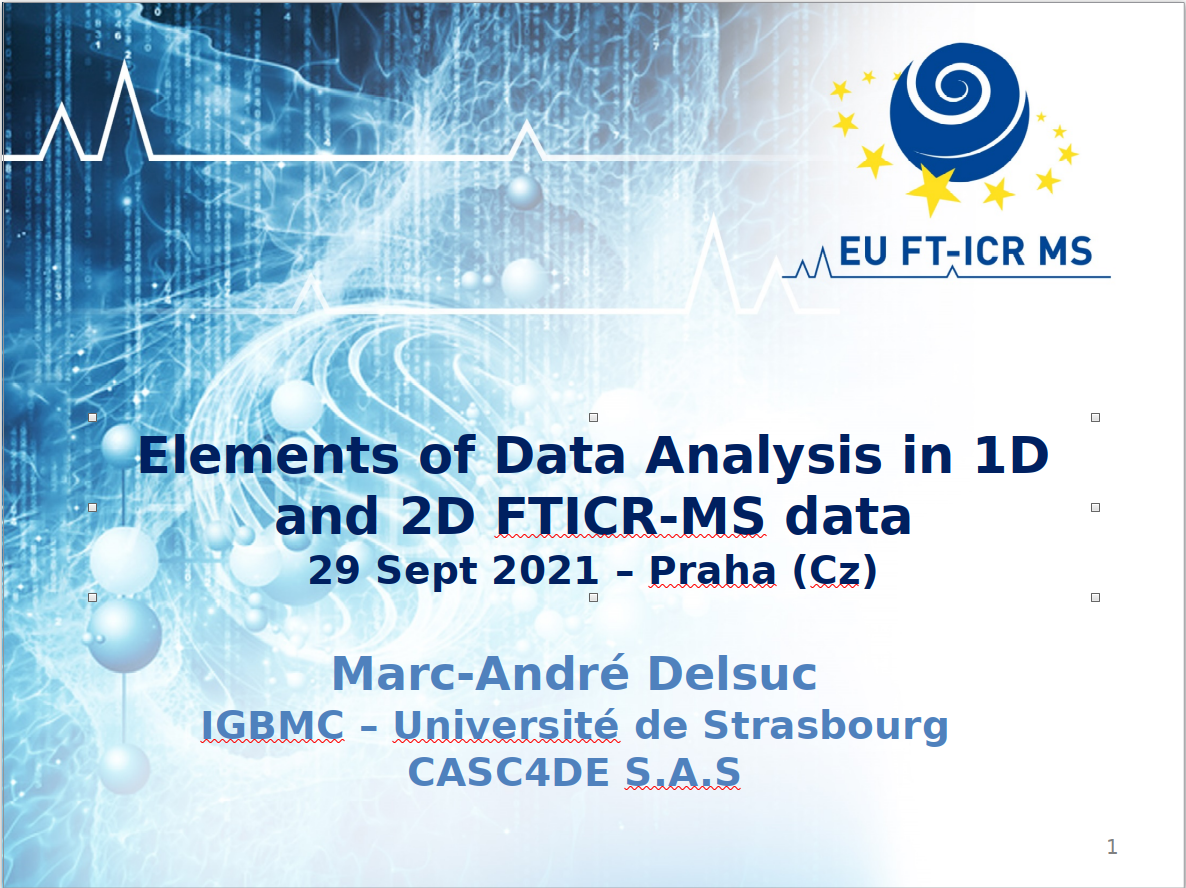 EU FT-ICR MS
Elements of Data Analysis in 1D
and 2D FTICR-MS data
29 Sept 2021 – Praha (Cz)
Marc-André Delsuc
IGBMC – Université de Strasbourg
CASC4DE S.A.S
1